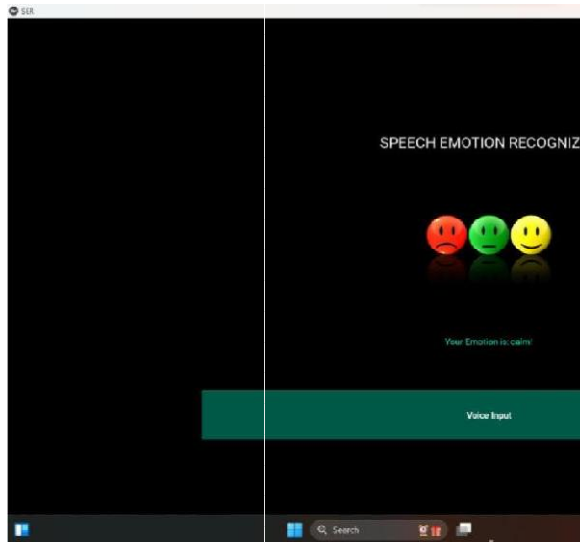 SER
SPEECH EMOTION RECOGNIZ
Your Emotion is: calm!
Voice Input
Search